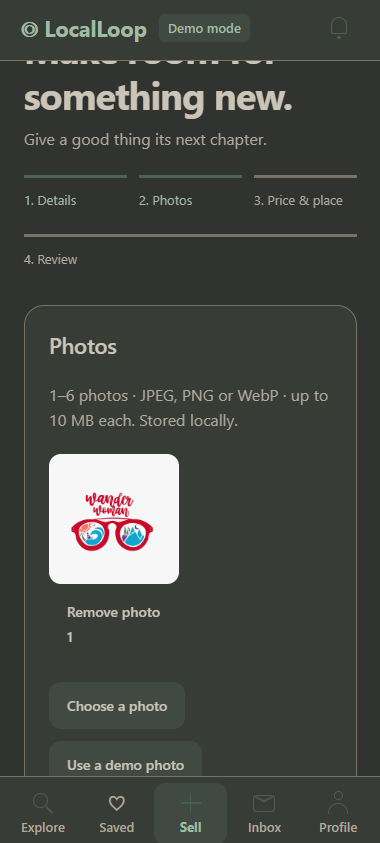 LocalLoop
Demo mode
Make room for
something new.
Give a good thing its next chapter.
1. Details
2. Photos
3. Price & place
4. Review
Photos
1–6 photos · JPEG, PNG or WebP · up to
10 MB each. Stored locally.
wander
woman
Remove photo
1
Choose a photo
Use a demo photo
Explore
Saved
Sell
Inbox
Profile